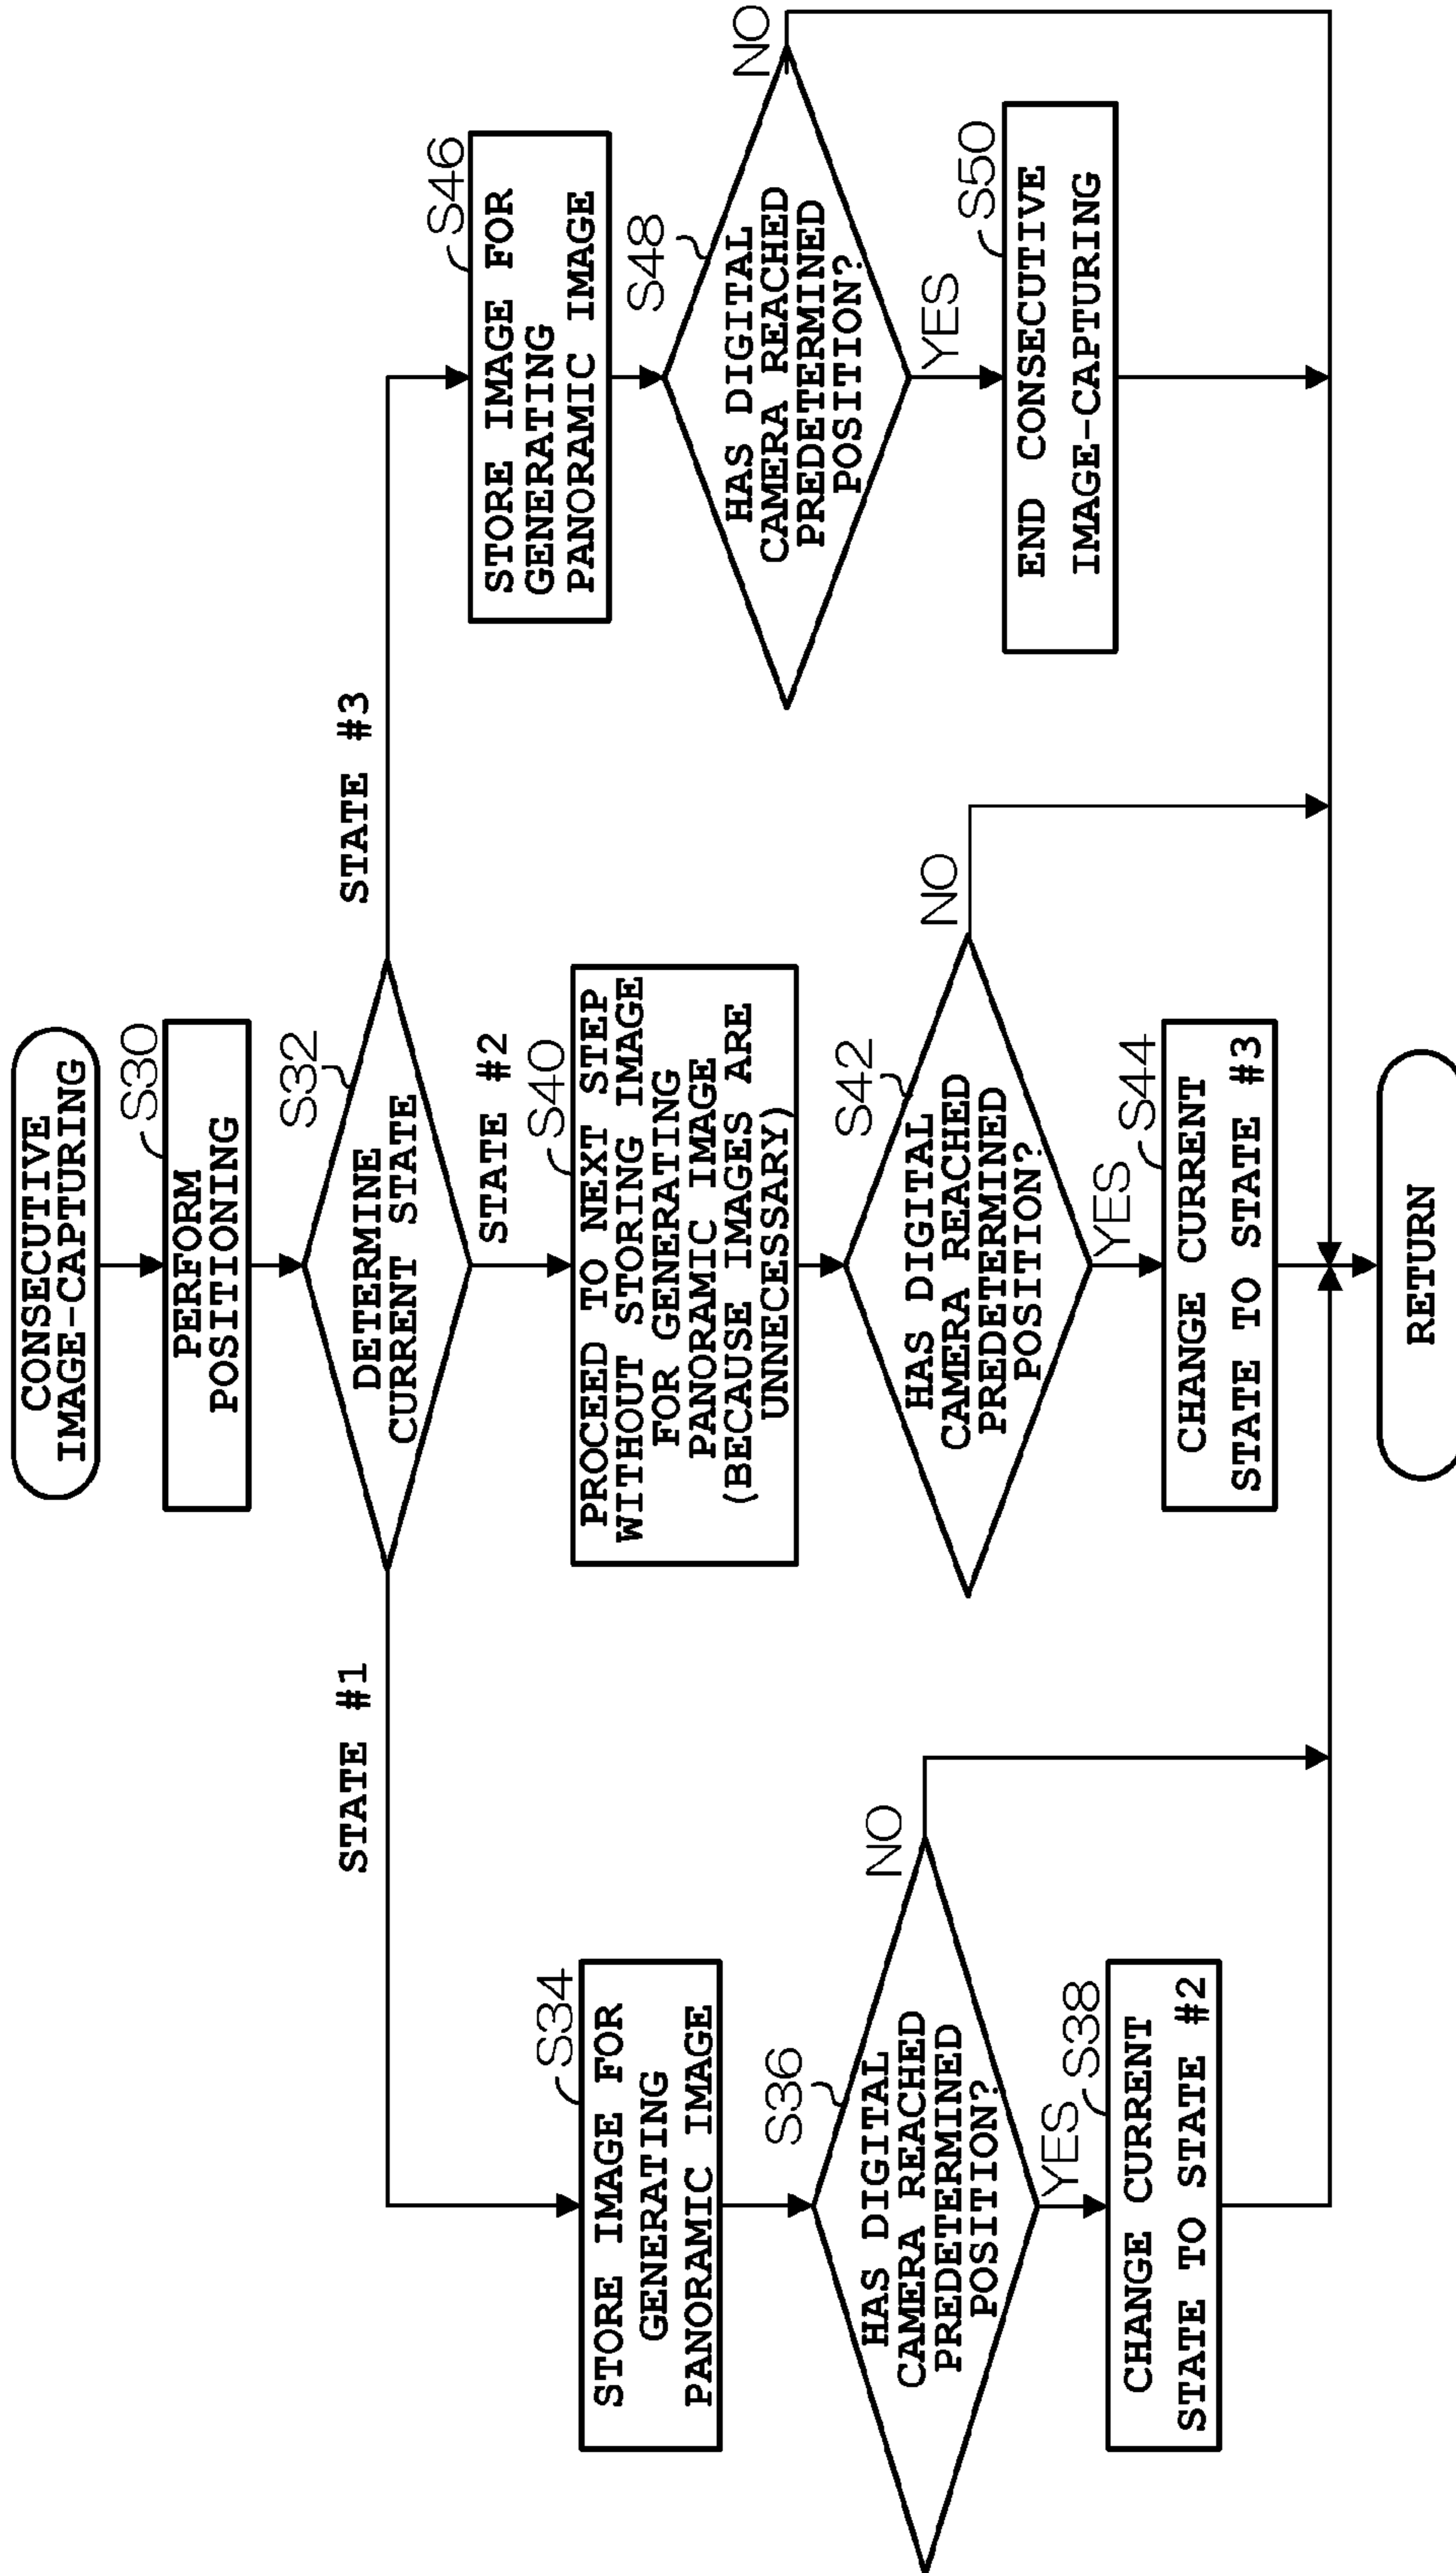 CONSECUTIVE
IMAGE-CAPTURING
S30
PERFORM
POSITIONING
S32
DETERMINE
CURRENT STATE
STATE #1
STATE #2
STATE #3
S34
STORE IMAGE FOR
GENERATING
PANORAMIC IMAGE
S36
HAS DIGITAL
CAMERA REACHED
PREDETERMINED
POSITION?
NO
YES
S38
CHANGE CURRENT
STATE TO STATE #2
S40
PROCEED TO NEXT STEP
WITHOUT STORING IMAGE
FOR GENERATING
PANORAMIC IMAGE
(BECAUSE IMAGES ARE
UNNECESSARY)
S42
HAS DIGITAL
CAMERA REACHED
PREDETERMINED
POSITION?
NO
YES
S44
CHANGE CURRENT
STATE TO STATE #3
S46
STORE IMAGE FOR
GENERATING
PANORAMIC IMAGE
S48
HAS DIGITAL
CAMERA REACHED
PREDETERMINED
POSITION?
NO
YES
S50
END CONSECUTIVE
IMAGE-CAPTURING
RETURN